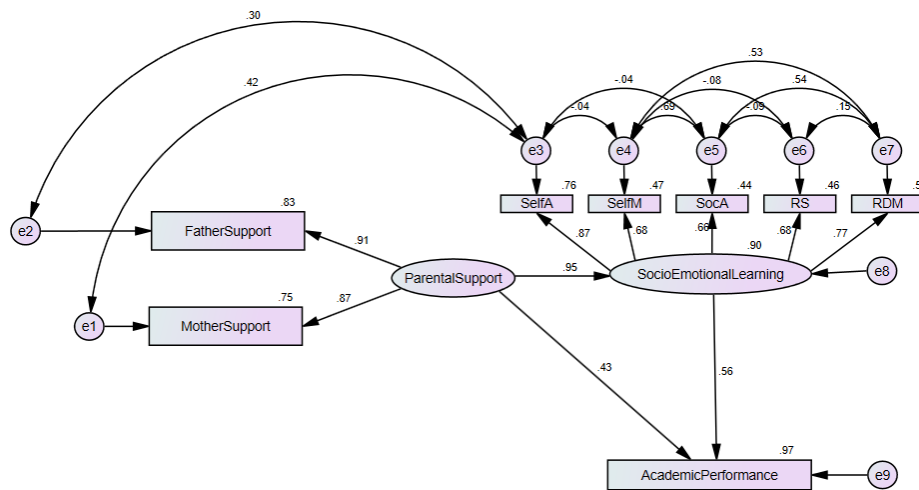 .30
.42
.53
-.04
-.08
.54
-.04
.69
-.09
.15
e3
e4
e5
e6
e7
.76
.47
.44
.46
SelfA
SelfM
SocA
RS
RDM
.83
e2
FatherSupport
.87
.68
.66
.68
.77
.91
.90
ParentalSupport
.95
SocioEmotionalLearning
e8
.75
.87
e1
MotherSupport
.43
.56
.97
AcademicPerformance
e9